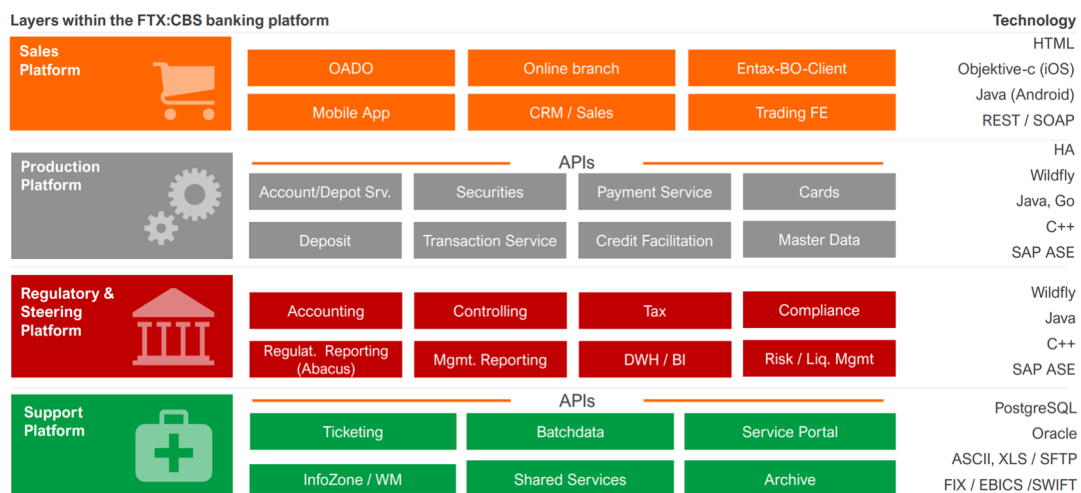 Layers within the FTX:CBS banking platform
Technology
Sales
Platform
OADO
Online branch
Entax-BO-Client
Mobile App
CRM / Sales
Trading FE
HTML
Objektive-c (iOS)
Java (Android)
REST / SOAP
Production
Platform
APIs
Account/Depot Srv.
Securities
Payment Service
Cards
Deposit
Transaction Service
Credit Facilitation
Master Data
HA
Wildfly
Java, Go
C++
SAP ASE
Regulatory &
Steering
Platform
Accounting
Controlling
Tax
Compliance
Regulat. Reporting
(Abacus)
Mgmt. Reporting
DWH / BI
Risk / Liq. Mgmt
Wildfly
Java
C++
SAP ASE
Support
Platform
APIs
Ticketing
Batchdata
Service Portal
InfoZone / WM
Shared Services
Archive
PostgreSQL
Oracle
ASCII, XLS / SFTP
FIX / EBICS /SWIFT